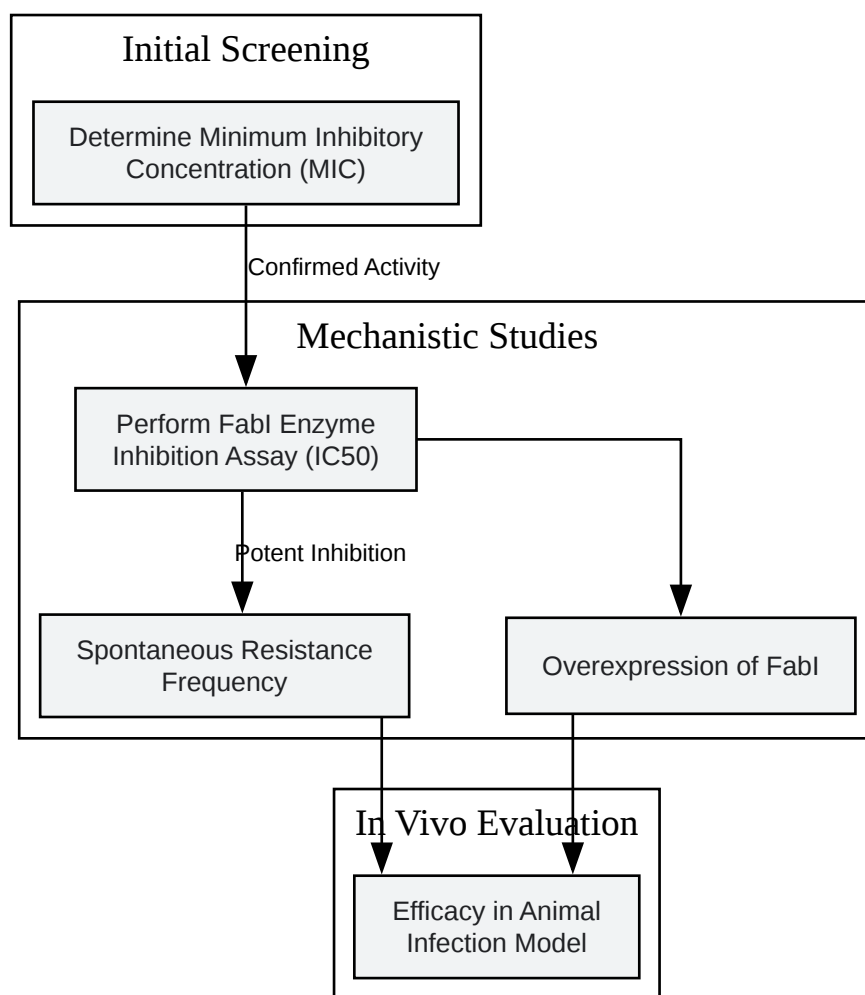 Initial Screening
Determine Minimum Inhibitory
Concentration (MIC)
Confirmed Activity
Mechanistic Studies
Perform FabI Enzyme
Inhibition Assay (IC50)
Potent Inhibition
Spontaneous Resistance
Frequency
Overexpression of FabI
In Vivo Evaluation
Efficacy in Animal
Infection Model